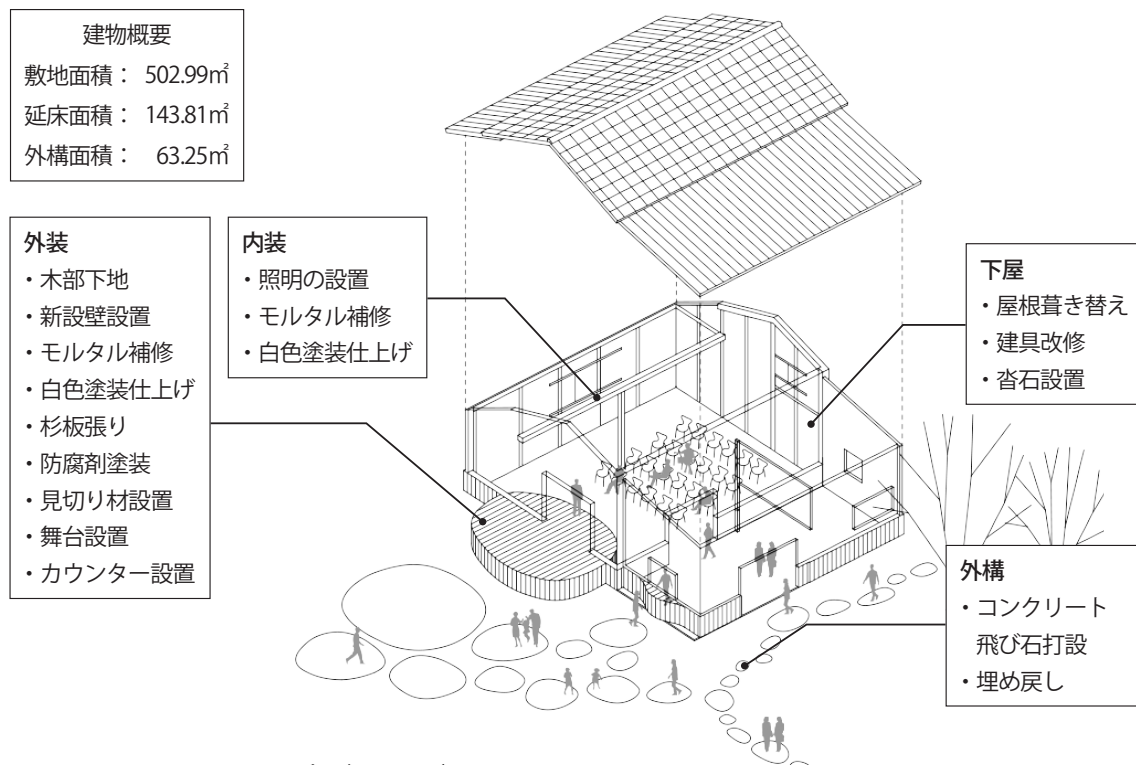 建物概要
敷地面積： 502.99㎡
延床面積： 143.81㎡
外構面積： 63.25㎡
外装
・木部下地
・新設壁設置
・モルタル補修
・白色塗装仕上げ
・杉板張り
・防腐剤塗装
・見切り材設置
・舞台設置
・カウンター設置
内装
・照明の設置
・モルタル補修
・白色塗装仕上げ
下屋
・屋根葺き替え
・建具改修
・沓石設置
外構
・コンクリート
飛び石打設
・埋め戻し